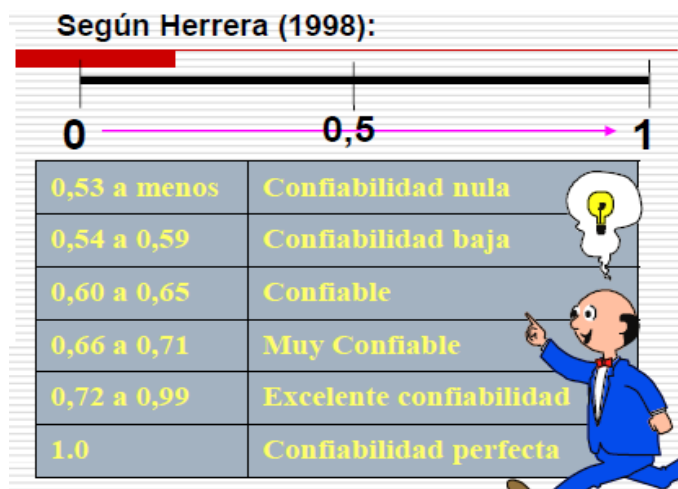 Según Herrera (1998):
0 0,5 1
0,53 a menos Confiabilidad nula
0,54 a 0,59 Confiabilidad baja
0,60 a 0,65 Confiable
0,66 a 0,71 Muy Confiable
0,72 a 0,99 Excelente confiabilidad
1.0 Confiabilidad perfecta